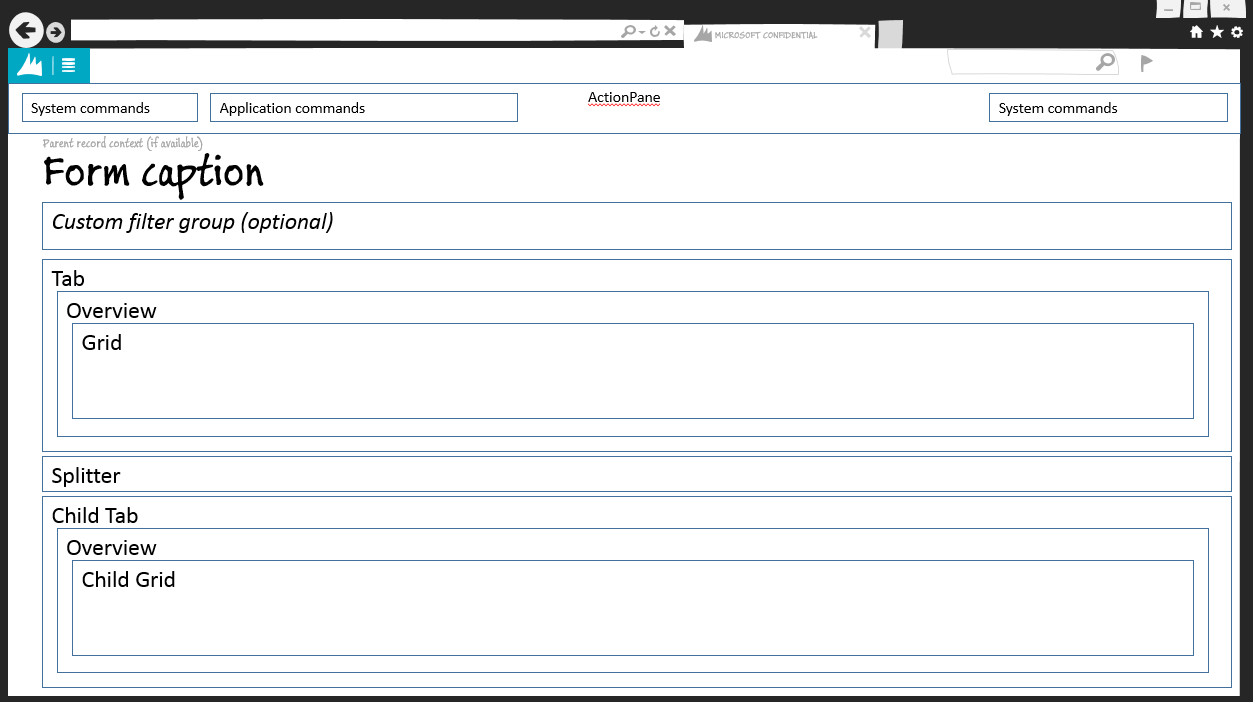 MICROSOFT CONFIDENTIAL
System commands
Application commands
ActionPane
System commands
Parent record context (if available)
Form caption
Custom filter group (optional)
Tab
Overview
Grid
Splitter
Child Tab
Overview
Child Grid